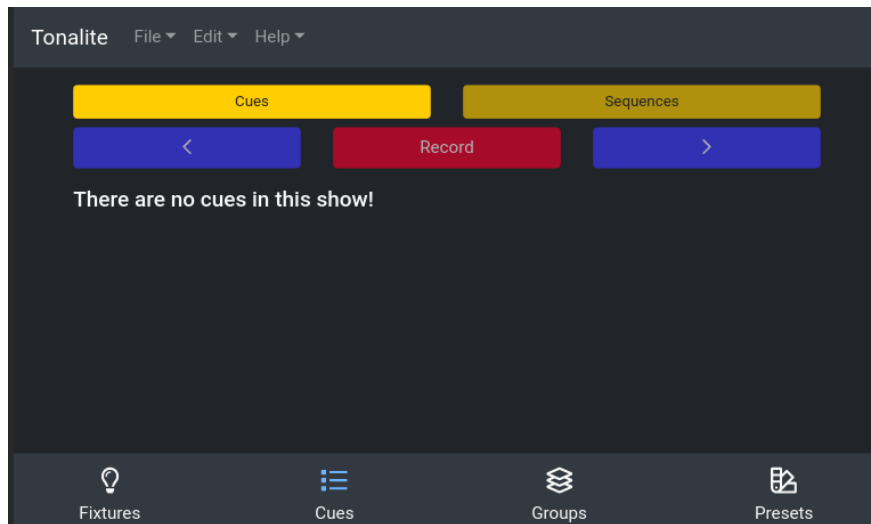 Tonalite File Edit Help
Cues Sequences
< Record >
There are no cues in this show!
Fixtures Cues Groups Presets